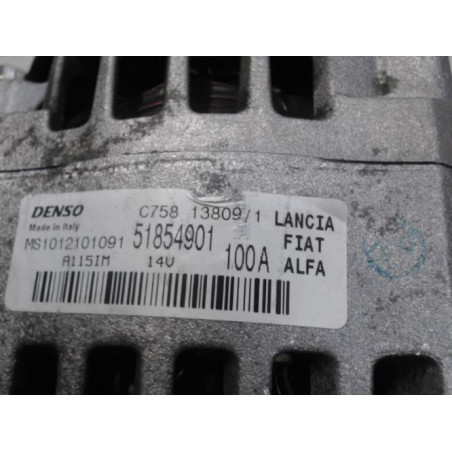 DENSO C758 13809/1 LANCIA
Made in Italy
MS1012101091 51854901 FIAT
A115IM 14V 100A ALFA